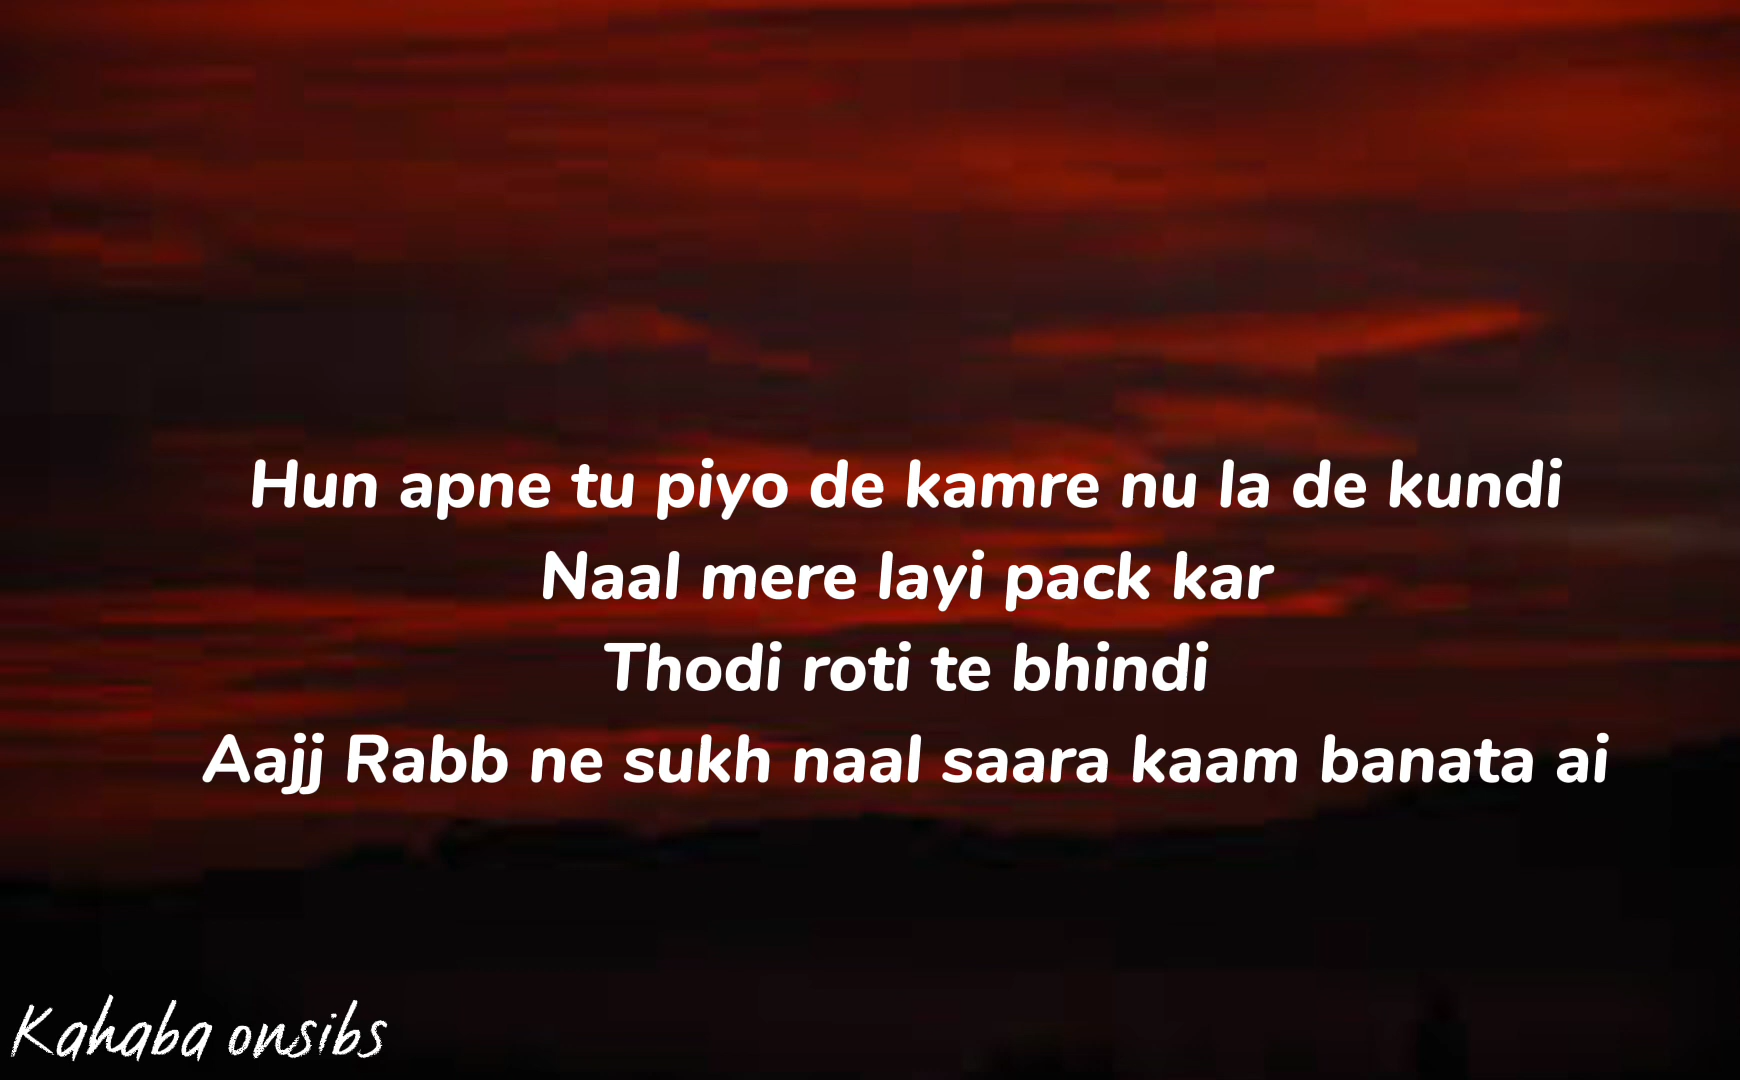 Hun apne tu piyo de kamre nu la de kundi
Naal mere layi pack kar
Thodi roti te bhindi
Aajj Rabb ne sukh naal saara kaam banata ai
Kahaba onsibs